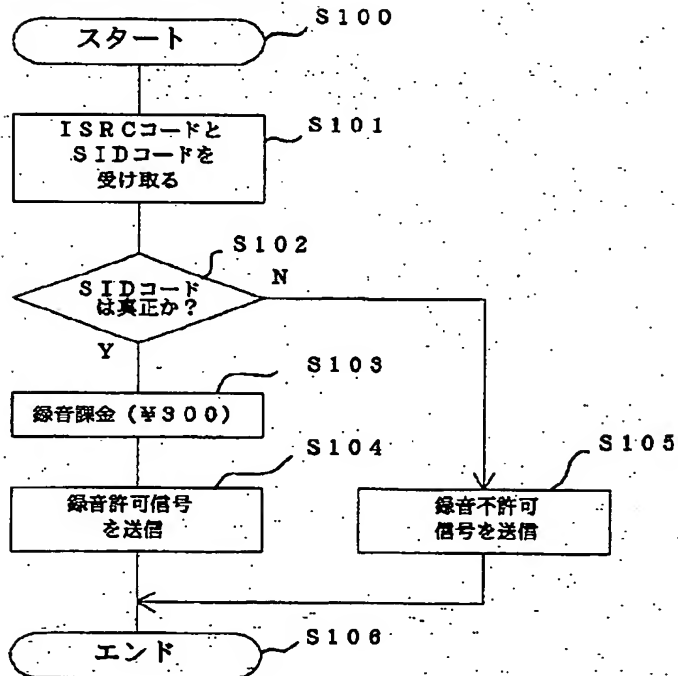 スタート
S100
ISRCコードと
SIDコードを
受け取る
S101
S102
SIDコード
は真正か？
N
Y
S103
録音課金（¥300）
S104
録音許可信号
を送信
S105
録音不許可
信号を送信
エンド
S106